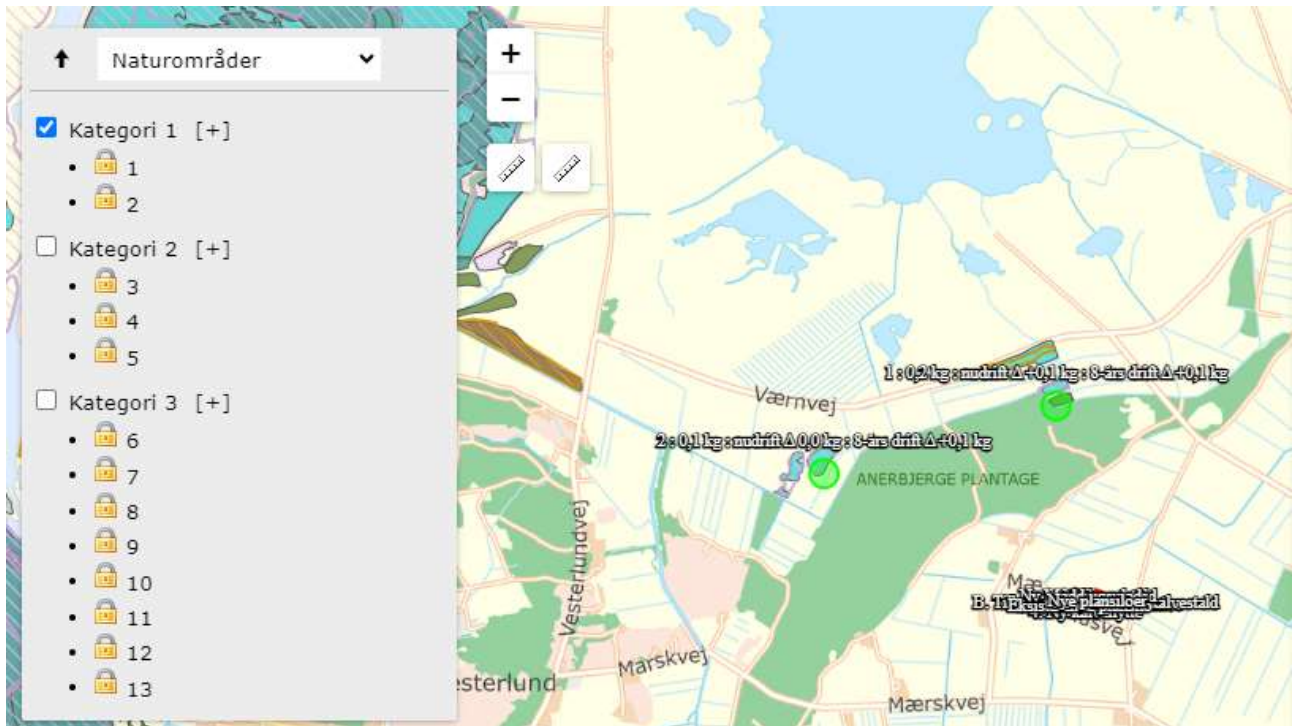 Naturområder
Kategori 1 [+]
1
2
Kategori 2 [+]
3
4
5
Kategori 3 [+]
6
7
8
9
10
11
12
13
+
−
1 : 0,2 kg : nudrift Δ +0,1 kg : 8-års drift Δ +0,1 kg
Værnvej
2 : 0,1 kg : nudrift Δ 0,0 kg : 8-års drift Δ +0,1 kg
ANERBJERGE PLANTAGE
Vesterlundvej
Nye plansiloer
Marskvej
esterlund
Mærskvej